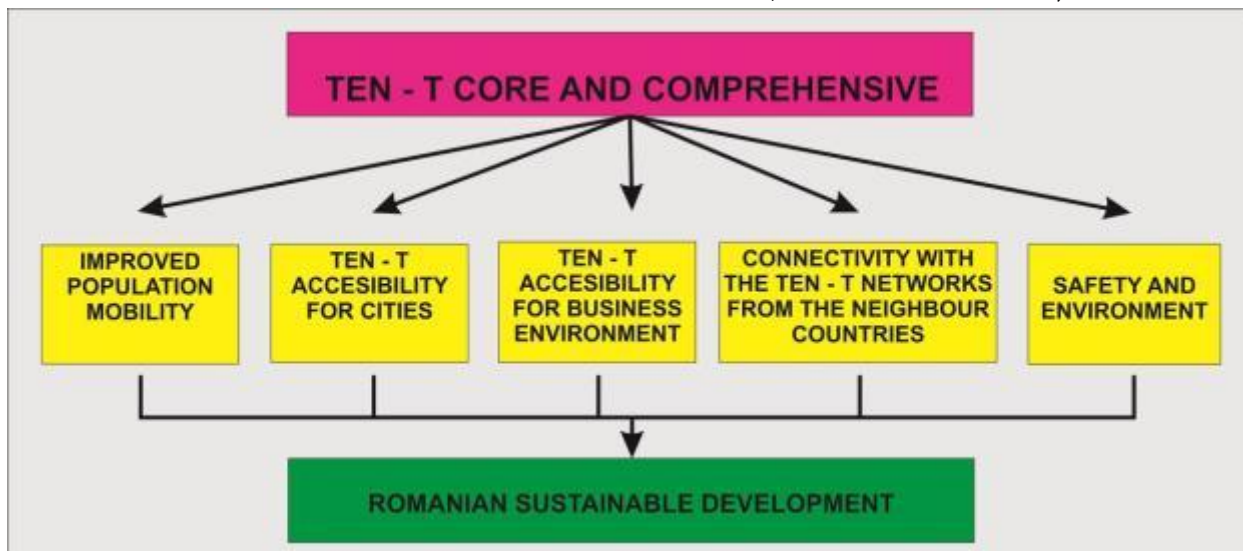 TEN - T CORE AND COMPREHENSIVE
IMPROVED
POPULATION
MOBILITY
TEN - T
ACCESIBILITY
FOR CITIES
TEN - T
ACCESIBILITY
FOR BUSINESS
ENVIRONMENT
CONNECTIVITY WITH
THE TEN - T NETWORKS
FROM THE NEIGHBOUR
COUNTRIES
SAFETY AND
ENVIRONMENT
ROMANIAN SUSTAINABLE DEVELOPMENT